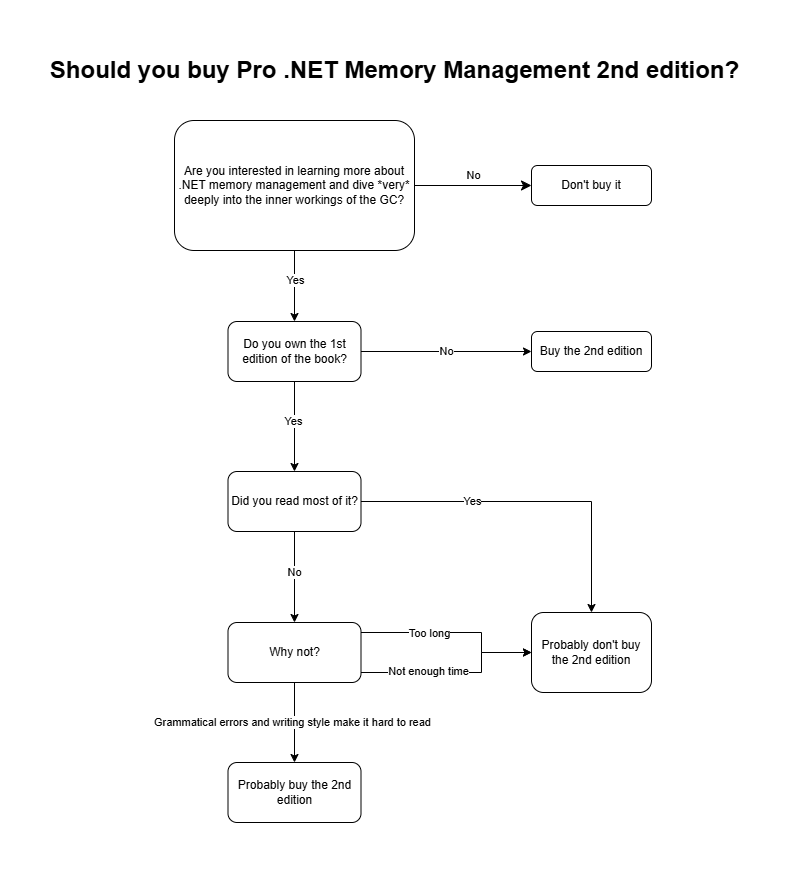 Should you buy Pro .NET Memory Management 2nd edition?
Are you interested in learning more about
.NET memory management and dive *very*
deeply into the inner workings of the GC?
No
Don't buy it
Yes
Do you own the 1st
edition of the book?
No
Buy the 2nd edition
Yes
Did you read most of it?
Yes
No
Why not?
Too long
Not enough time
Probably don't buy
the 2nd edition
Grammatical errors and writing style make it hard to read
Probably buy the 2nd
edition